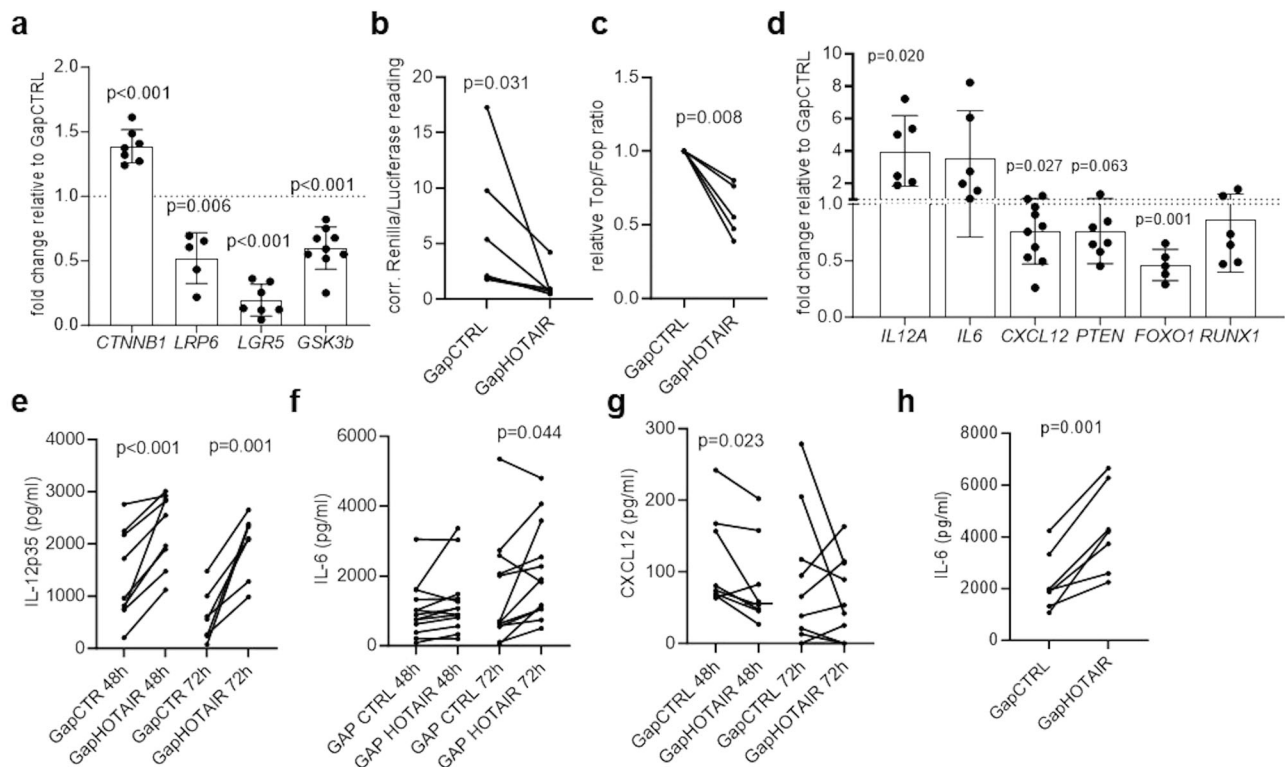 a
fold change relative to GapCTRL
2.0
1.5
1.0
0.5
0.0
p<0.001
p=0.006
p<0.001
p<0.001
CTNNB1 LRP6 LGR5 GSK3b
b
corr. Renilla/Luciferase reading
20
15
10
5
0
p=0.031
GapCTRL
GapHOTAIR
c
relative Top/Fop ratio
1.5
1.0
0.5
0.0
p=0.008
GapCTRL
GapHOTAIR
d
fold change relative to GapCTRL
10
8
6
4
2
1.0
0.5
0.0
p=0.020
p=0.027
p=0.063
p=0.001
IL12A IL6 CXCL12 PTEN FOXO1 RUNX1
e
IL-12p35 (pg/ml)
4000
3000
2000
1000
0
p<0.001
p=0.001
GapCTR 48h
GapHOTAIR 48h
GapCTR 72h
GapHOTAIR 72h
f
IL-6 (pg/ml)
6000
4000
2000
0
p=0.044
GAP CTRL 48h
GAP HOTAIR 48h
GAP CTRL 72h
GAP HOTAIR 72h
g
CXCL12 (pg/ml)
300
200
100
0
p=0.023
GapCTRL 48h
GapHOTAIR 48h
GapCTRL 72h
GapHOTAIR 72h
h
IL-6 (pg/ml)
8000
6000
4000
2000
0
p=0.001
GapCTRL
GapHOTAIR